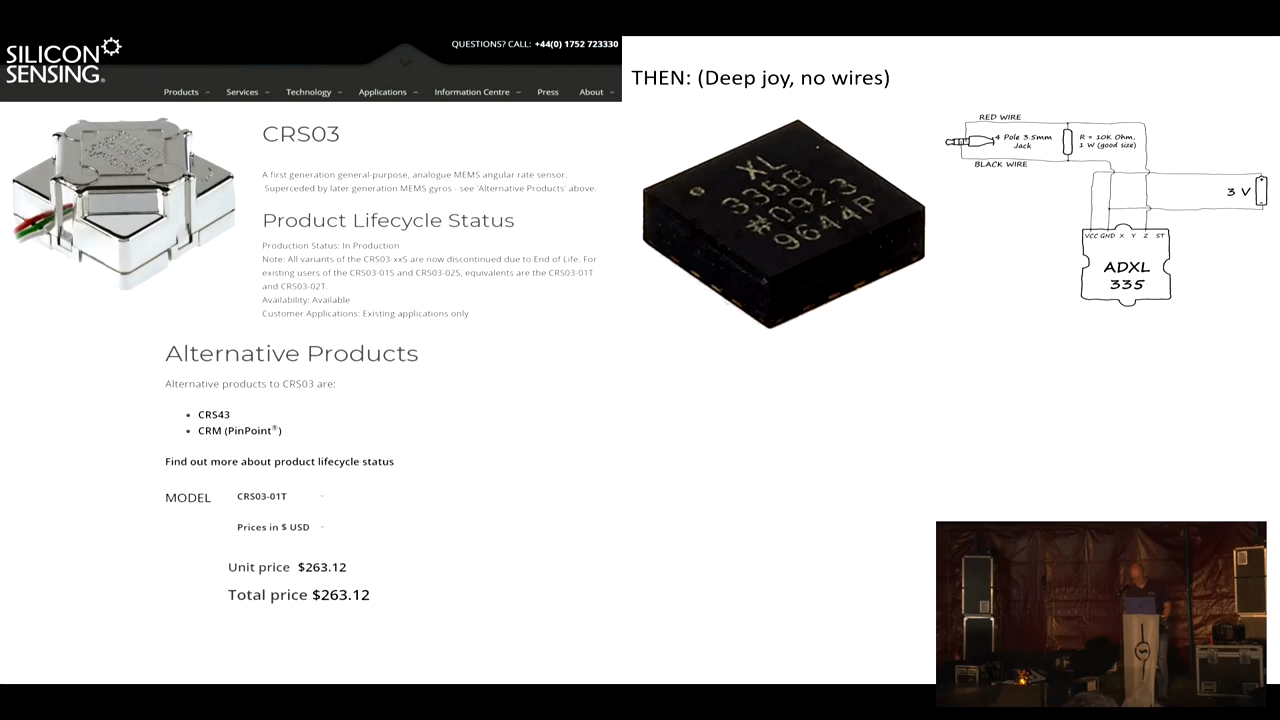 SILICON
SENSING
QUESTIONS? CALL: +44(0) 1752 723330
Products
Services
Technology
Applications
Information Centre
Press
About
CRS03
A first generation general-purpose, analogue MEMS angular rate sensor.
Superceded by later generation MEMS gyros - see 'Alternative Products' above.
Product Lifecycle Status
Production Status: In Production
Note: All variants of the CRS03-xxS are now discontinued due to End of Life. For
existing users of the CRS03-01S and CRS03-02S, equivalents are the CRS03-01T
and CRS03-02T.
Availability: Available
Customer Applications: Existing applications only
Alternative Products
Alternative products to CRS03 are:
• CRS43
• CRM (PinPoint®)
Find out more about product lifecycle status
MODEL CRS03-01T
Prices in $ USD
Unit price $263.12
Total price $263.12
THEN: (Deep joy, no wires)
XL
335B
#0923
9644P
RED WIRE
4 Pole 3.5mm
Jack
R = 10K Ohm,
1 W (good size)
BLACK WIRE
3 V
VCC GND X Y Z ST
ADXL
335